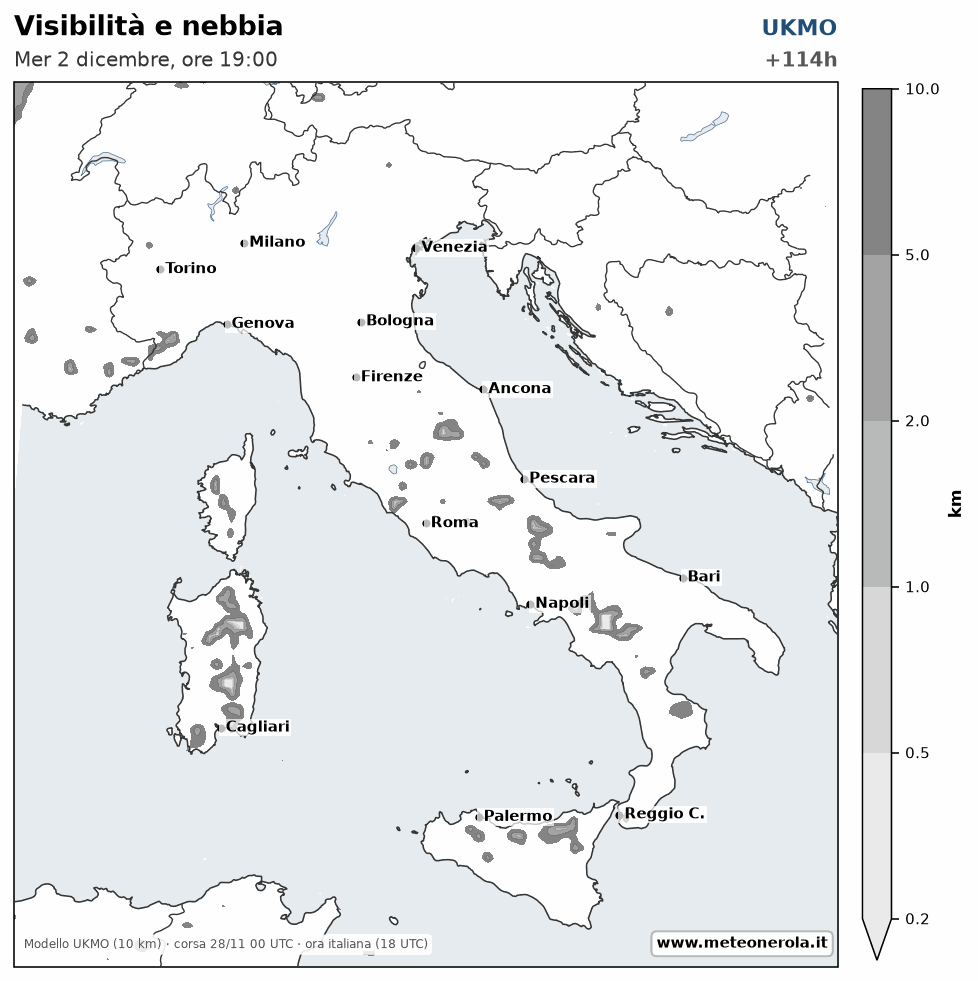 Visibilità e nebbia
UKMO
Mer 2 dicembre, ore 19:00
+114h
10.0
5.0
2.0
1.0
0.5
0.2
km
Milano
Venezia
Torino
Genova
Bologna
Firenze
Ancona
Pescara
Roma
Bari
Napoli
Cagliari
Palermo
Reggio C.
Modello UKMO (10 km) · corsa 28/11 00 UTC · ora italiana (18 UTC)
www.meteonerola.it